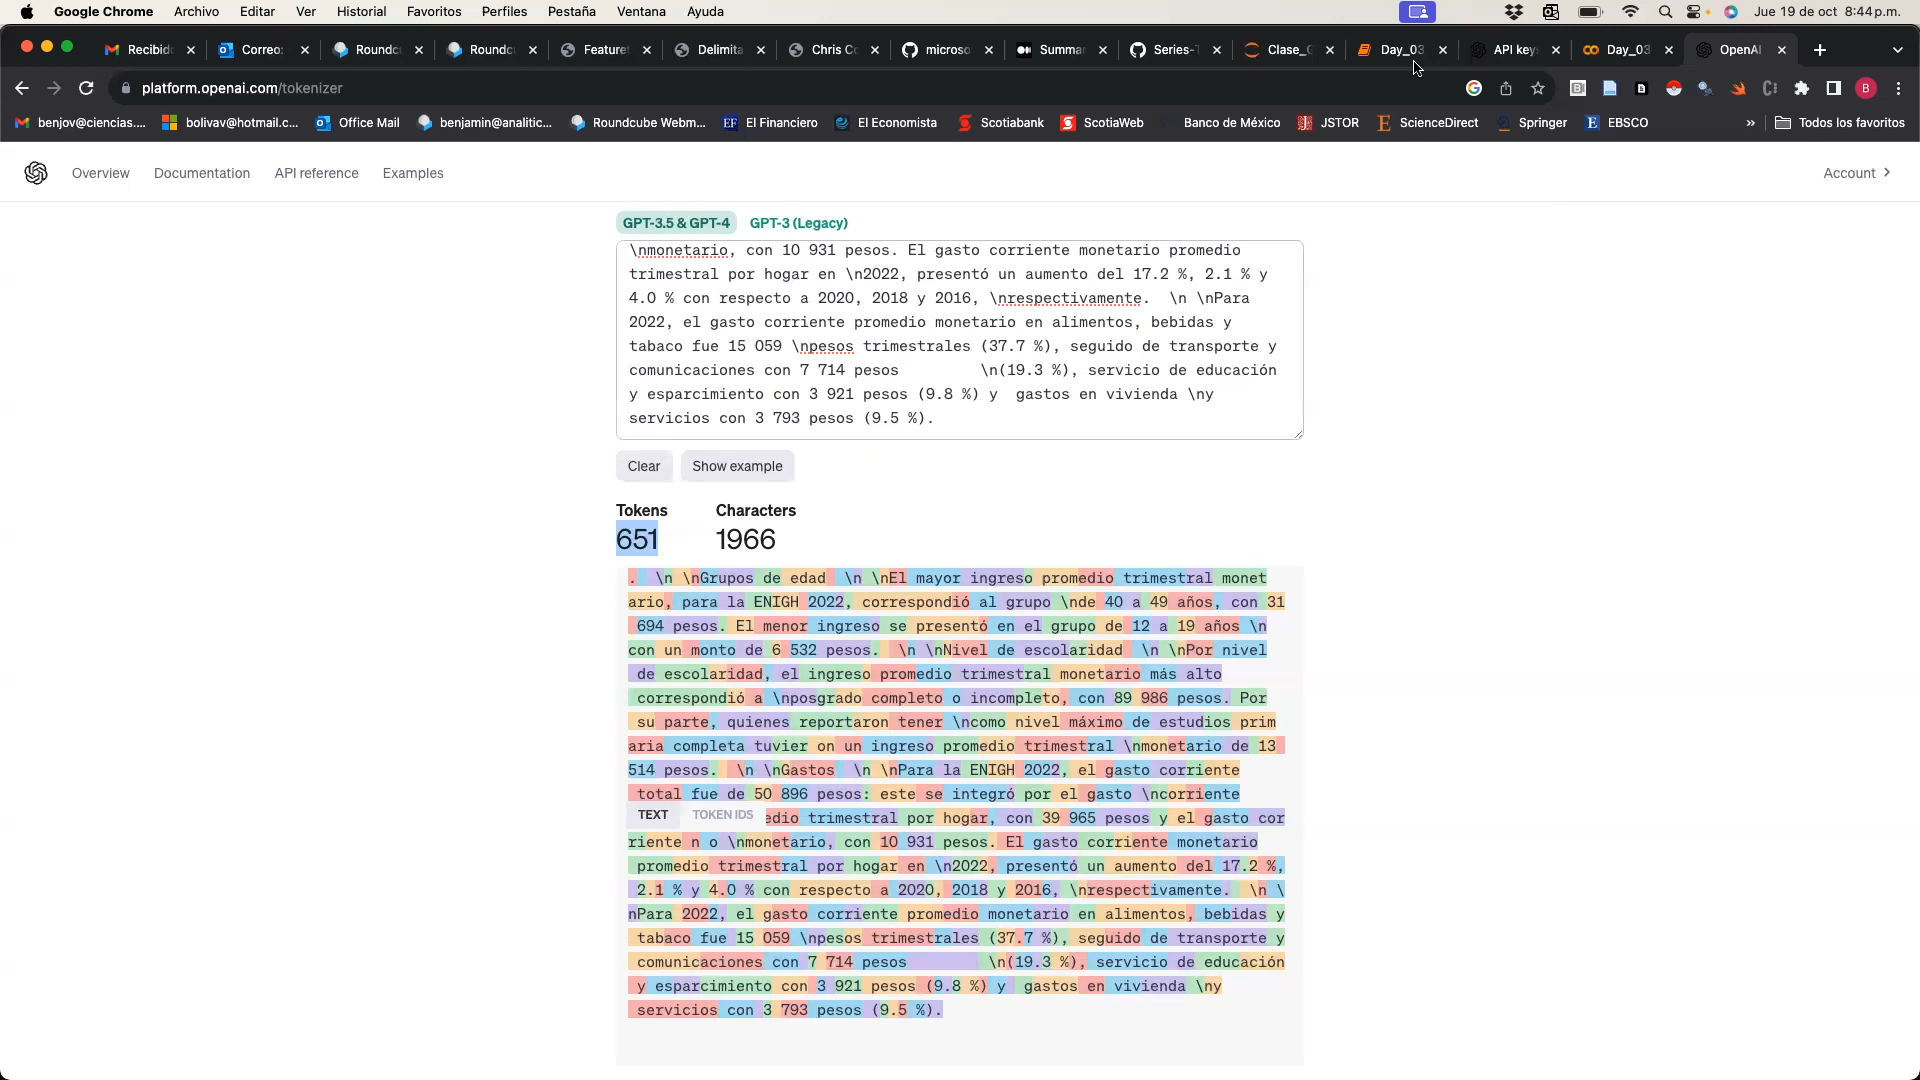 Google Chrome Archivo Editar Ver Historial Favoritos Perfiles Pestaña Ventana Ayuda Jue 19 de oct 8:44 p.m.
Recibido Correo: Roundcu Roundc Feature Delimita Chris Co microso Summar Series-T Clase_G Day_03 API key Day_03 OpenAI
platform.openai.com/tokenizer
benjov@ciencias.... bolivav@hotmail.c... Office Mail benjamin@analitic... Roundcube Webm... EF El Financiero El Economista Scotiabank ScotiaWeb Banco de México JSTOR ScienceDirect Springer EBSCO » Todos los favoritos
Overview Documentation API reference Examples Account
GPT-3.5 & GPT-4 GPT-3 (Legacy)
\nmonetario, con 10 931 pesos. El gasto corriente monetario promedio
trimestral por hogar en \n2022, presentó un aumento del 17.2 %, 2.1 % y
4.0 % con respecto a 2020, 2018 y 2016, \nrespectivamente.  \n \nPara
2022, el gasto corriente promedio monetario en alimentos, bebidas y
tabaco fue 15 059 \npesos trimestrales (37.7 %), seguido de transporte y
comunicaciones con 7 714 pesos         \n(19.3 %), servicio de educación
y esparcimiento con 3 921 pesos (9.8 %) y  gastos en vivienda \ny
servicios con 3 793 pesos (9.5 %).
Clear Show example
Tokens Characters
651 1966
.  \n \nGrupos de edad  \n \nEl mayor ingreso promedio trimestral monet
ario, para la ENIGH 2022, correspondió al grupo \nde 40 a 49 años, con 31
694 pesos. El menor ingreso se presentó en el grupo de 12 a 19 años \n
con un monto de 6 532 pesos.  \n \nNivel de escolaridad  \n \nPor nivel
de escolaridad, el ingreso promedio trimestral monetario más alto
correspondió a \nposgrado completo o incompleto, con 89 986 pesos. Por
su parte, quienes reportaron tener \ncomo nivel máximo de estudios prim
aria completa tuvier on un ingreso promedio trimestral \nmonetario de 13
514 pesos.  \n \nGastos  \n \nPara la ENIGH 2022, el gasto corriente
total fue de 50 896 pesos: este se integró por el gasto \ncorriente
TEXT TOKEN IDS edio trimestral por hogar, con 39 965 pesos y el gasto cor
riente n o \nmonetario, con 10 931 pesos. El gasto corriente monetario
promedio trimestral por hogar en \n2022, presentó un aumento del 17.2 %,
2.1 % y 4.0 % con respecto a 2020, 2018 y 2016, \nrespectivamente.  \n \
nPara 2022, el gasto corriente promedio monetario en alimentos, bebidas y
tabaco fue 15 059 \npesos trimestrales (37.7 %), seguido de transporte y
comunicaciones con 7 714 pesos         \n(19.3 %), servicio de educación
y esparcimiento con 3 921 pesos (9.8 %) y  gastos en vivienda \ny
servicios con 3 793 pesos (9.5 %).